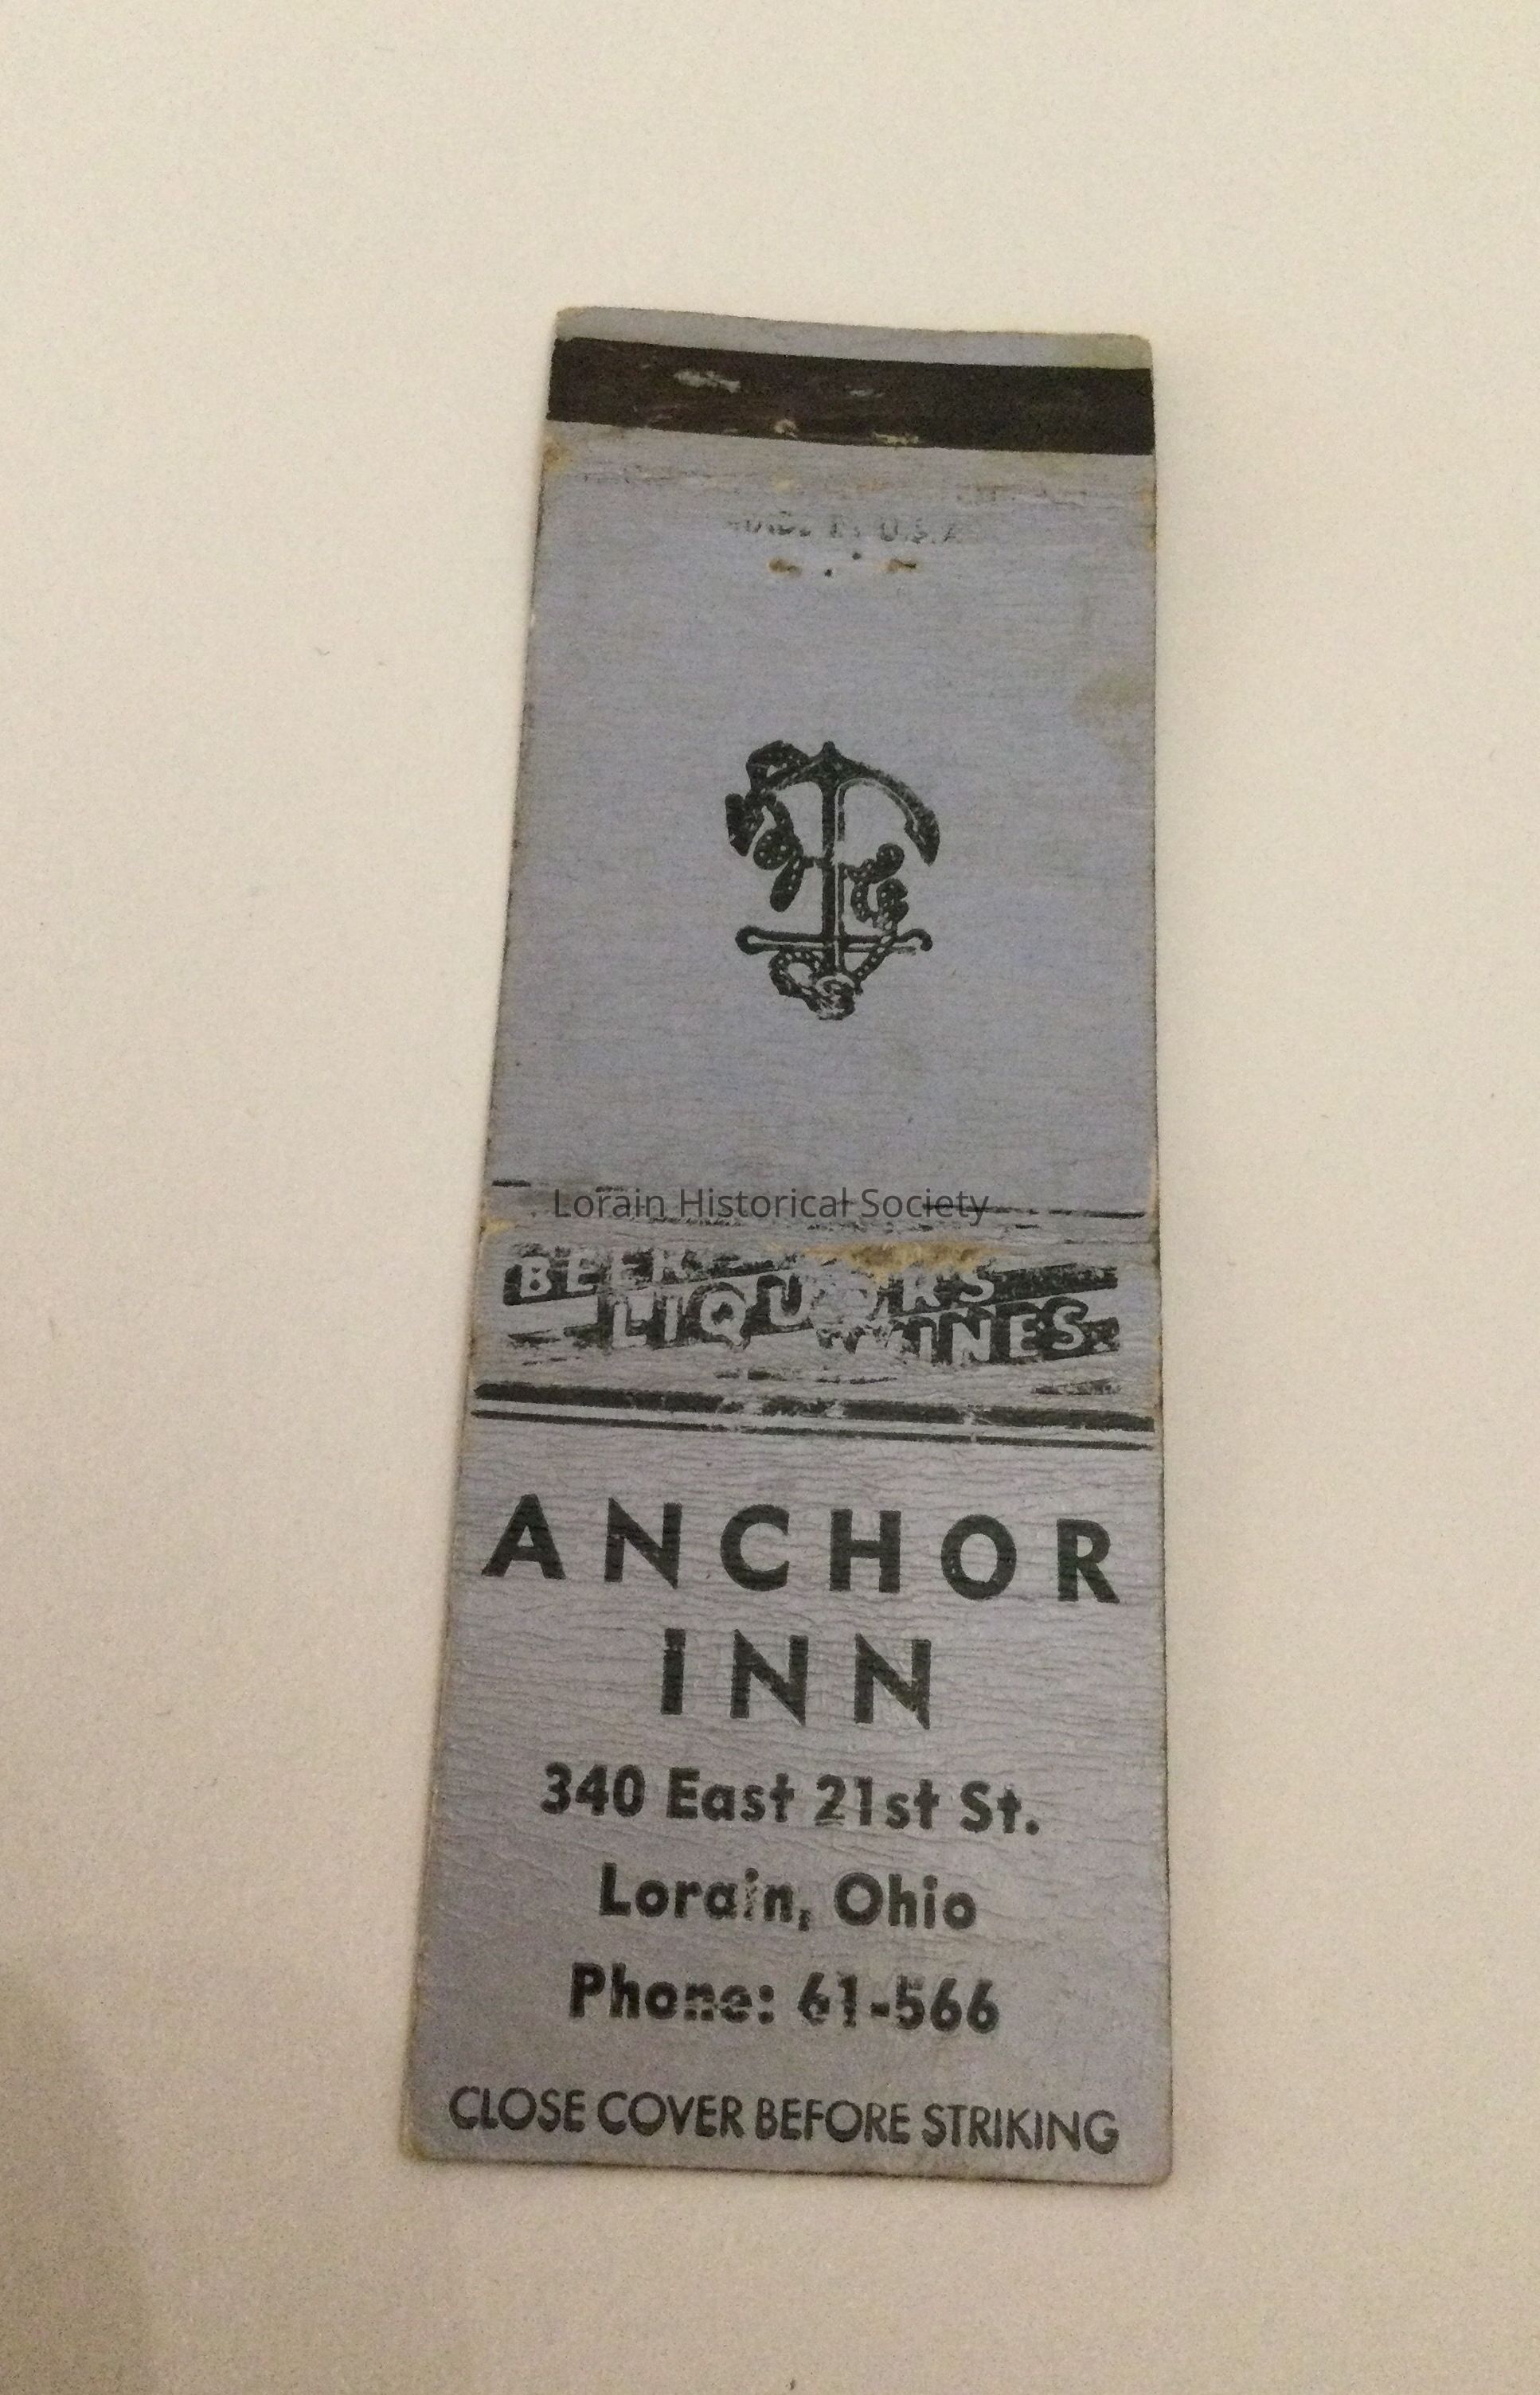 MADE IN U.S.A.
Lorain Historical Society
BEER
LIQUORS
WINES
ANCHOR
INN
340 East 21st St.
Lorain, Ohio
Phone: 61-566
CLOSE COVER BEFORE STRIKING